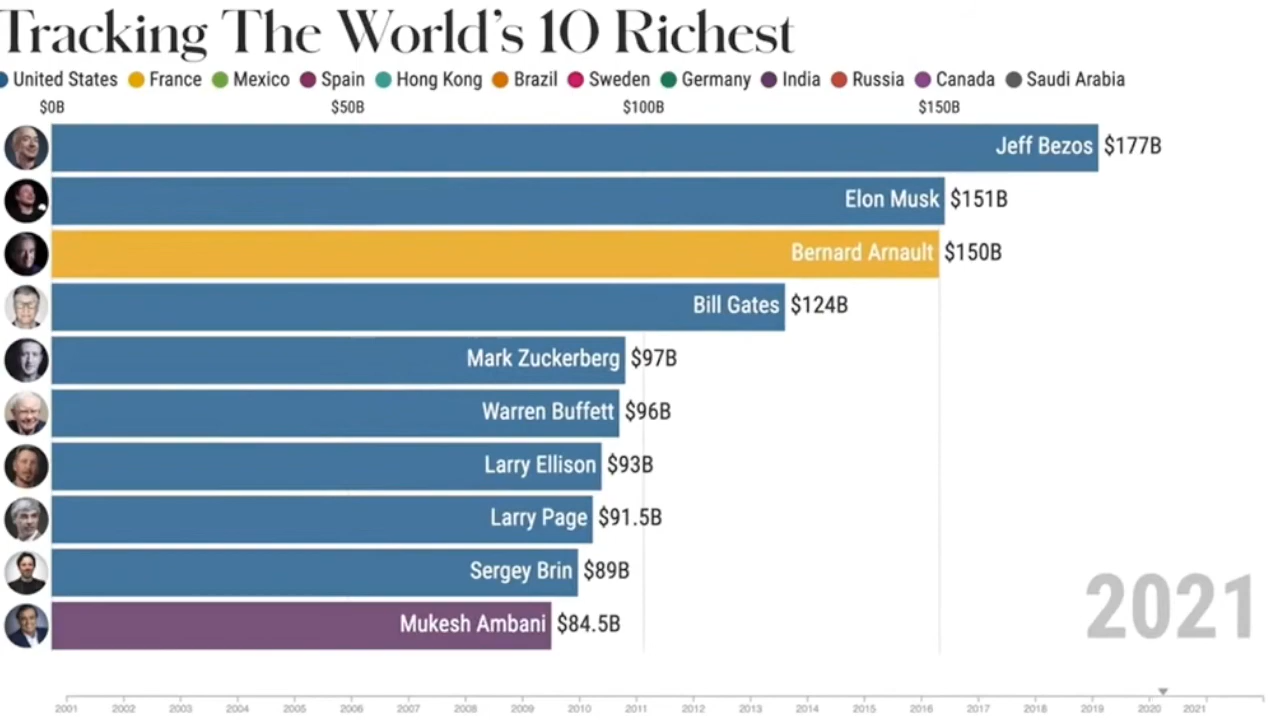 Tracking The World's 10 Richest
United States France Mexico Spain Hong Kong Brazil Sweden Germany India Russia Canada Saudi Arabia
$0B $50B $100B $150B
Jeff Bezos $177B
Elon Musk $151B
Bernard Arnault $150B
Bill Gates $124B
Mark Zuckerberg $97B
Warren Buffett $96B
Larry Ellison $93B
Larry Page $91.5B
Sergey Brin $89B
Mukesh Ambani $84.5B
2021
2001 2002 2003 2004 2005 2006 2007 2008 2009 2010 2011 2012 2013 2014 2015 2016 2017 2018 2019 2020 2021